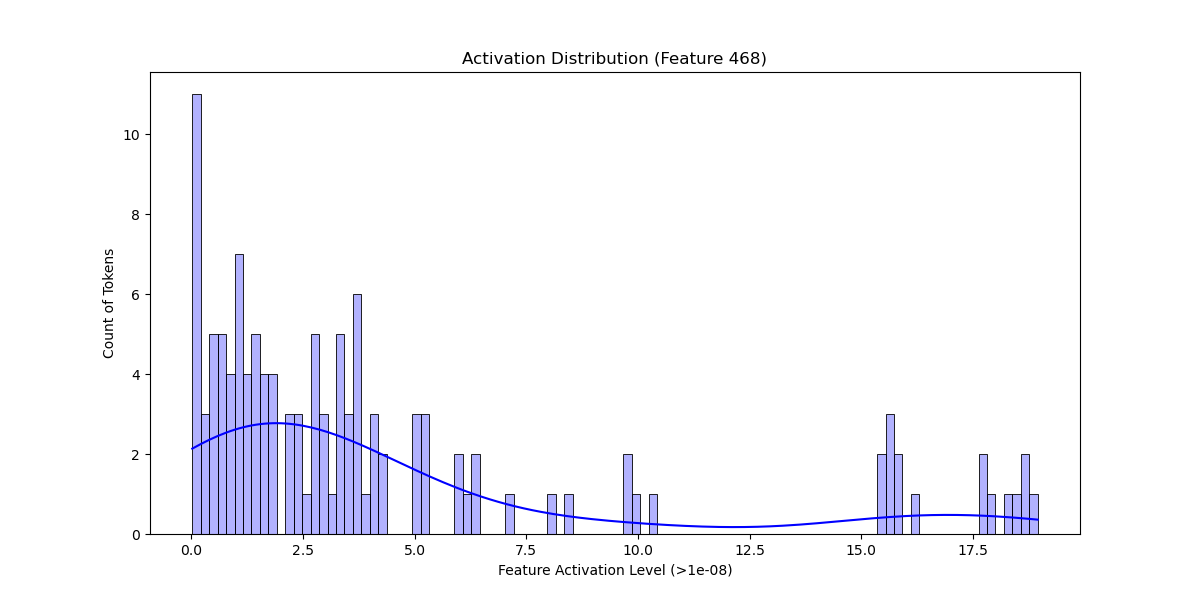 Activation Distribution (Feature 468)
Count of Tokens
10
8
6
4
2
0
0.0 2.5 5.0 7.5 10.0 12.5 15.0 17.5
Feature Activation Level (>1e-08)